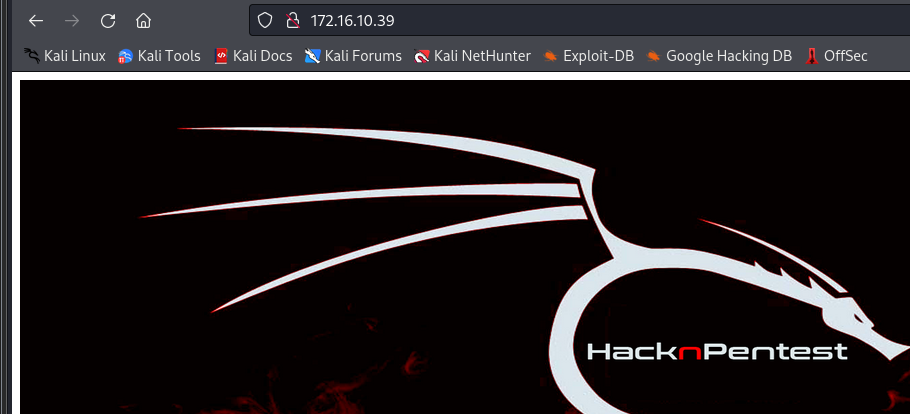 172.16.10.39
Kali Linux Kali Tools Kali Docs Kali Forums Kali NetHunter Exploit-DB Google Hacking DB OffSec
HacknPentest